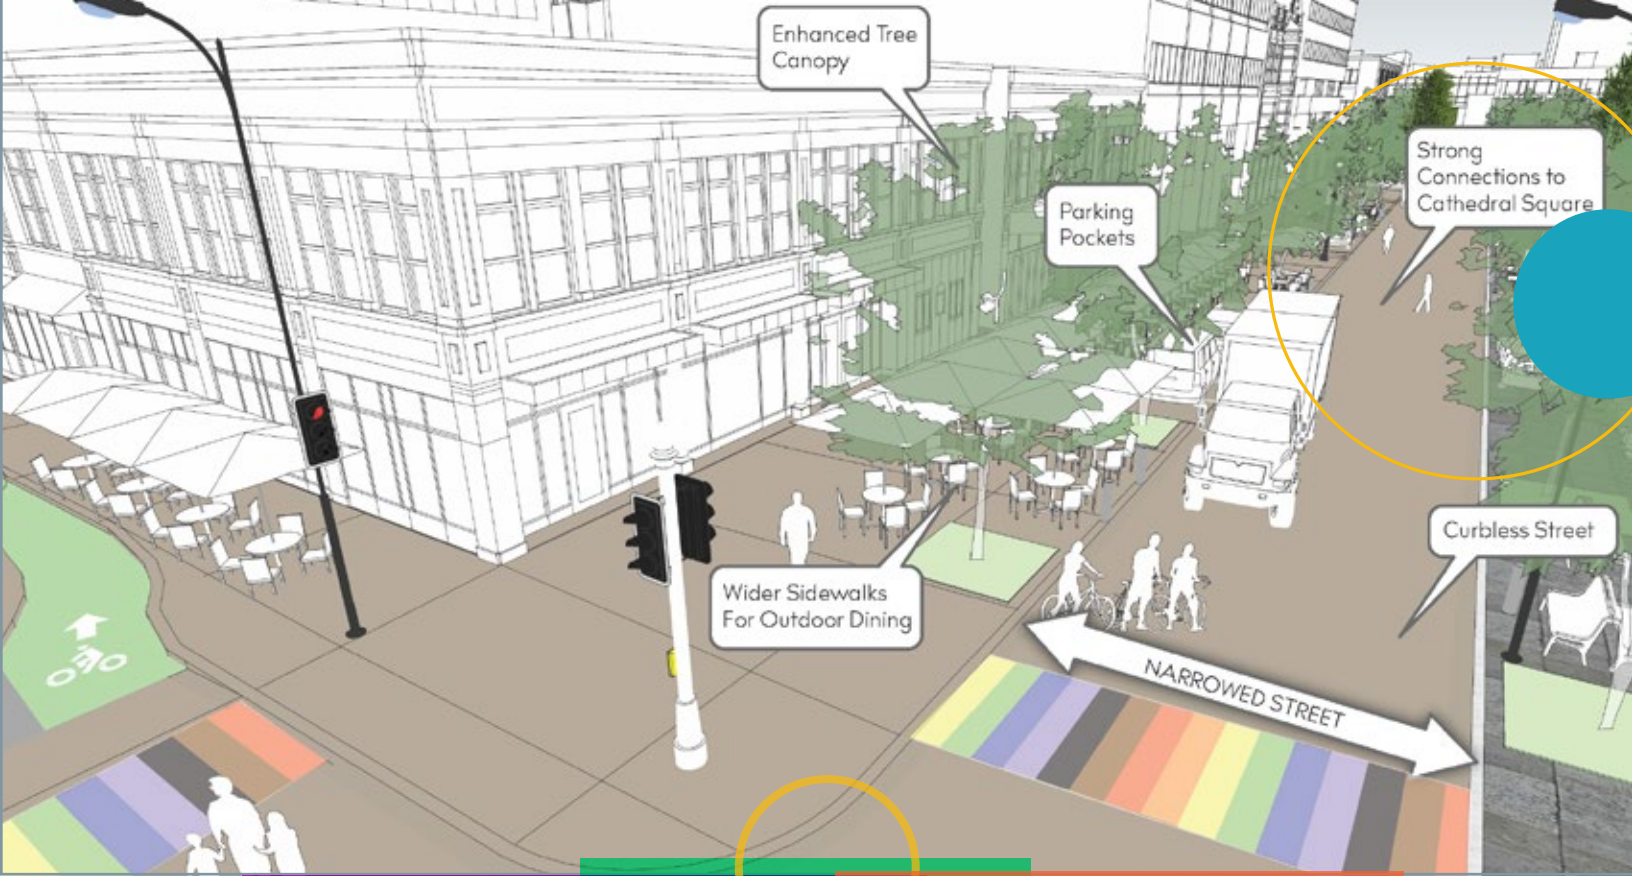 Enhanced Tree
Canopy
Strong
Connections to
Cathedral Square
Parking
Pockets
Curbless Street
Wider Sidewalks
For Outdoor Dining
NARROWED STREET